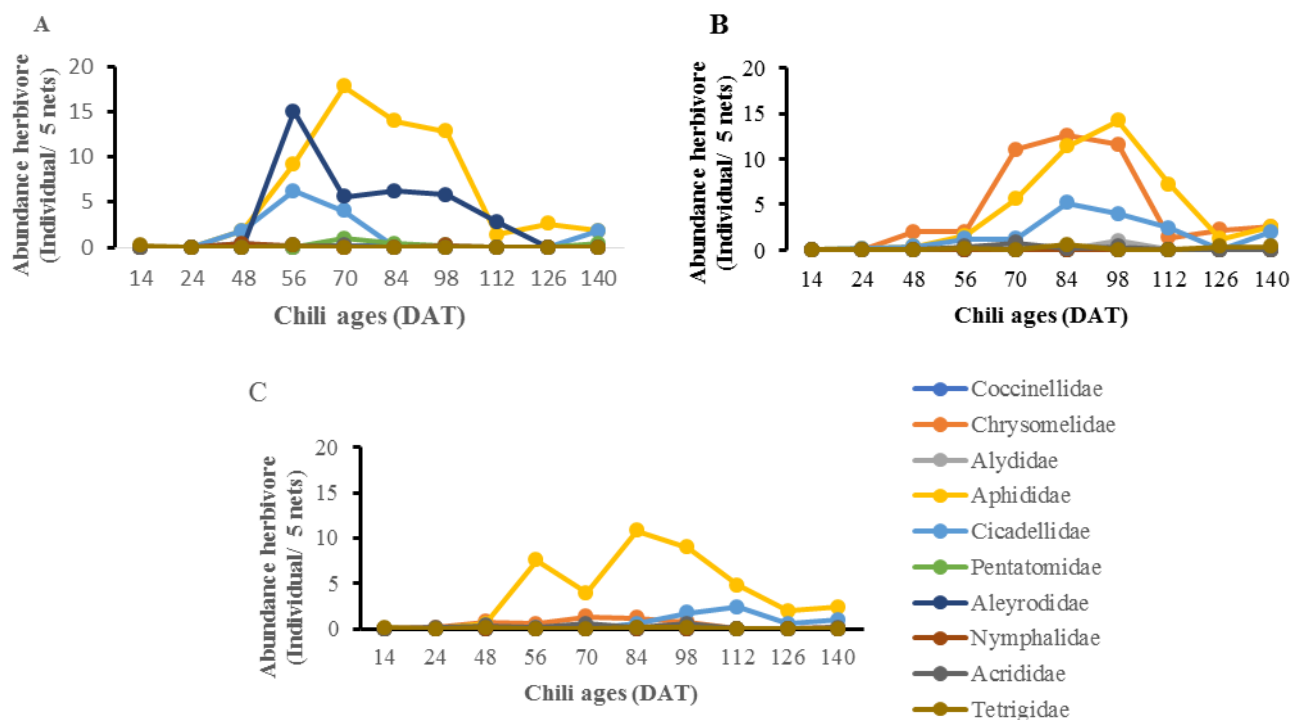 A
Abundance herbivore
(Individual/ 5 nets)
20
15
10
5
0
14 24 48 56 70 84 98 112 126 140
Chili ages (DAT)
B
Abundance herbivore
(Individual/ 5 nets)
20
15
10
5
0
14 24 48 56 70 84 98 112 126 140
Chili ages (DAT)
C
Abundance herbivore
(Individual/ 5 nets)
20
15
10
5
0
14 24 48 56 70 84 98 112 126 140
Chili ages (DAT)
Coccinellidae
Chrysomelidae
Alydidae
Aphididae
Cicadellidae
Pentatomidae
Aleyrodidae
Nymphalidae
Acrididae
Tetrigidae